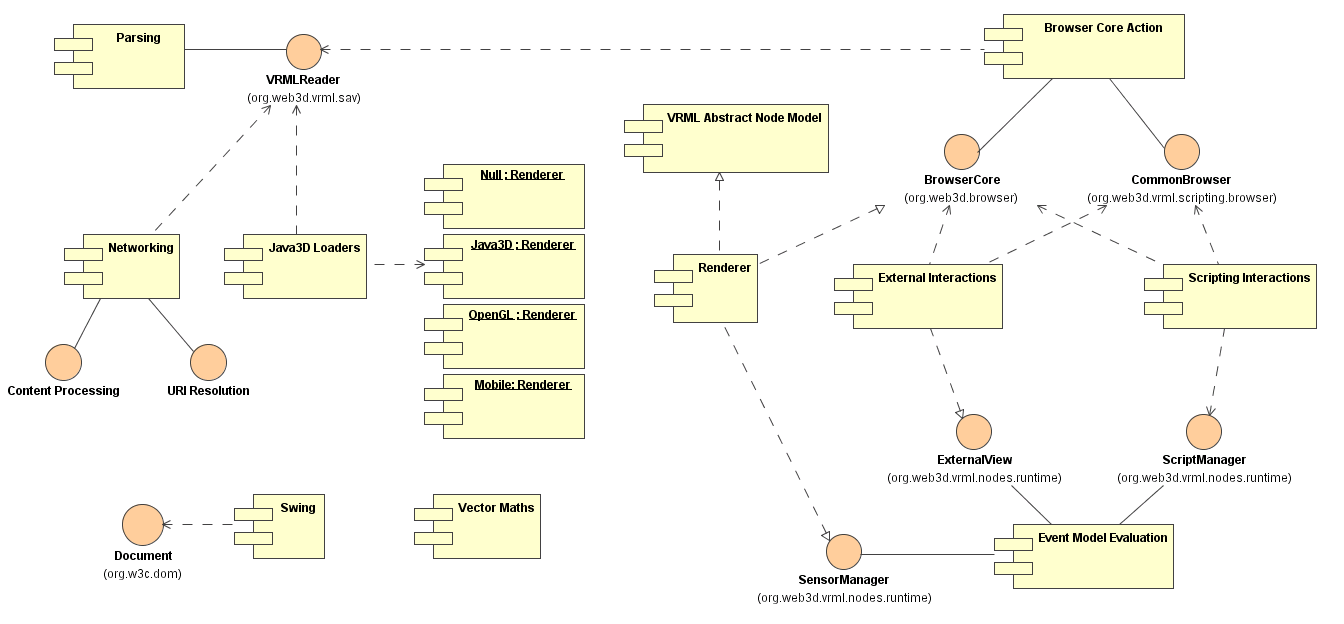 Parsing
Browser Core Action
VRMLReader
(org.web3d.vrml.sav)
VRML Abstract Node Model
BrowserCore
(org.web3d.browser)
CommonBrowser
(org.web3d.vrml.scripting.browser)
Null : Renderer
Networking
Java3D Loaders
Java3D : Renderer
Renderer
External Interactions
Scripting Interactions
OpenGL : Renderer
Content Processing
URI Resolution
Mobile: Renderer
ExternalView
(org.web3d.vrml.nodes.runtime)
ScriptManager
(org.web3d.vrml.nodes.runtime)
Swing
Vector Maths
Document
(org.w3c.dom)
Event Model Evaluation
SensorManager
(org.web3d.vrml.nodes.runtime)